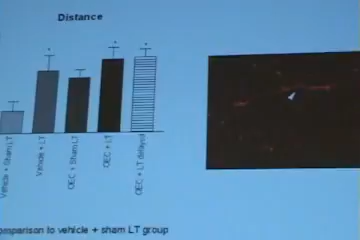 Distance
Vehicle + Sham LT
Vehicle + LT
OEC + Sham LT
OEC + LT
OEC + LT delayed
omparison to vehicle + sham LT group